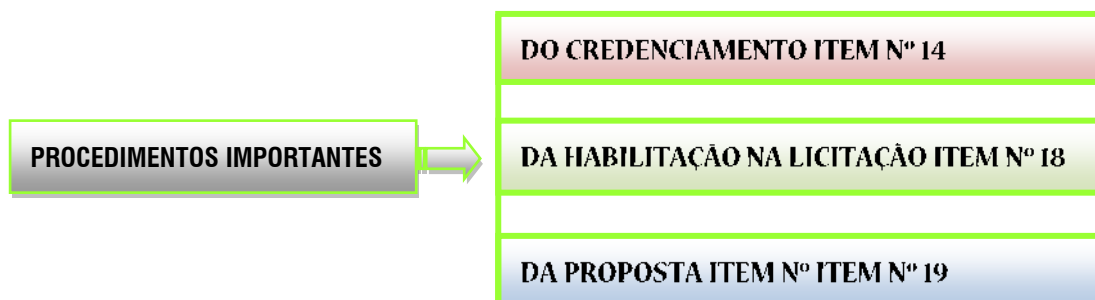 DO CREDENCIAMENTO ITEM Nº 14
PROCEDIMENTOS IMPORTANTES
DA HABILITAÇÃO NA LICITAÇÃO ITEM Nº 18
DA PROPOSTA ITEM Nº ITEM Nº 19